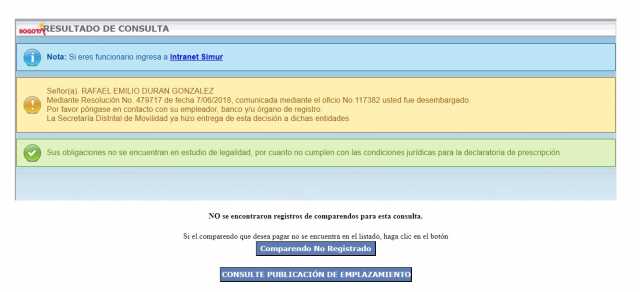 BOGOTÁ RESULTADO DE CONSULTA
Nota: Si eres funcionario ingresa a Intranet Simur
Señor(a). RAFAEL EMILIO DURAN GONZALEZ
Mediante Resolución No. 479717 de fecha 7/06/2018, comunicada mediante el oficio No 117382 usted fue desembargado.
Por favor póngase en contacto con su empleador, banco y/u órgano de registro.
La Secretaría Distrital de Movilidad ya hizo entrega de esta decisión a dichas entidades.
Sus obligaciones no se encuentran en estudio de legalidad, por cuanto no cumplen con las condiciones jurídicas para la declaratoria de prescripción
NO se encontraron registros de comparendos para esta consulta.
Si el comparendo que desea pagar no se encuentra en el listado, haga clic en el botón
Comparendo No Registrado
CONSULTE PUBLICACIÓN DE EMPLAZAMIENTO